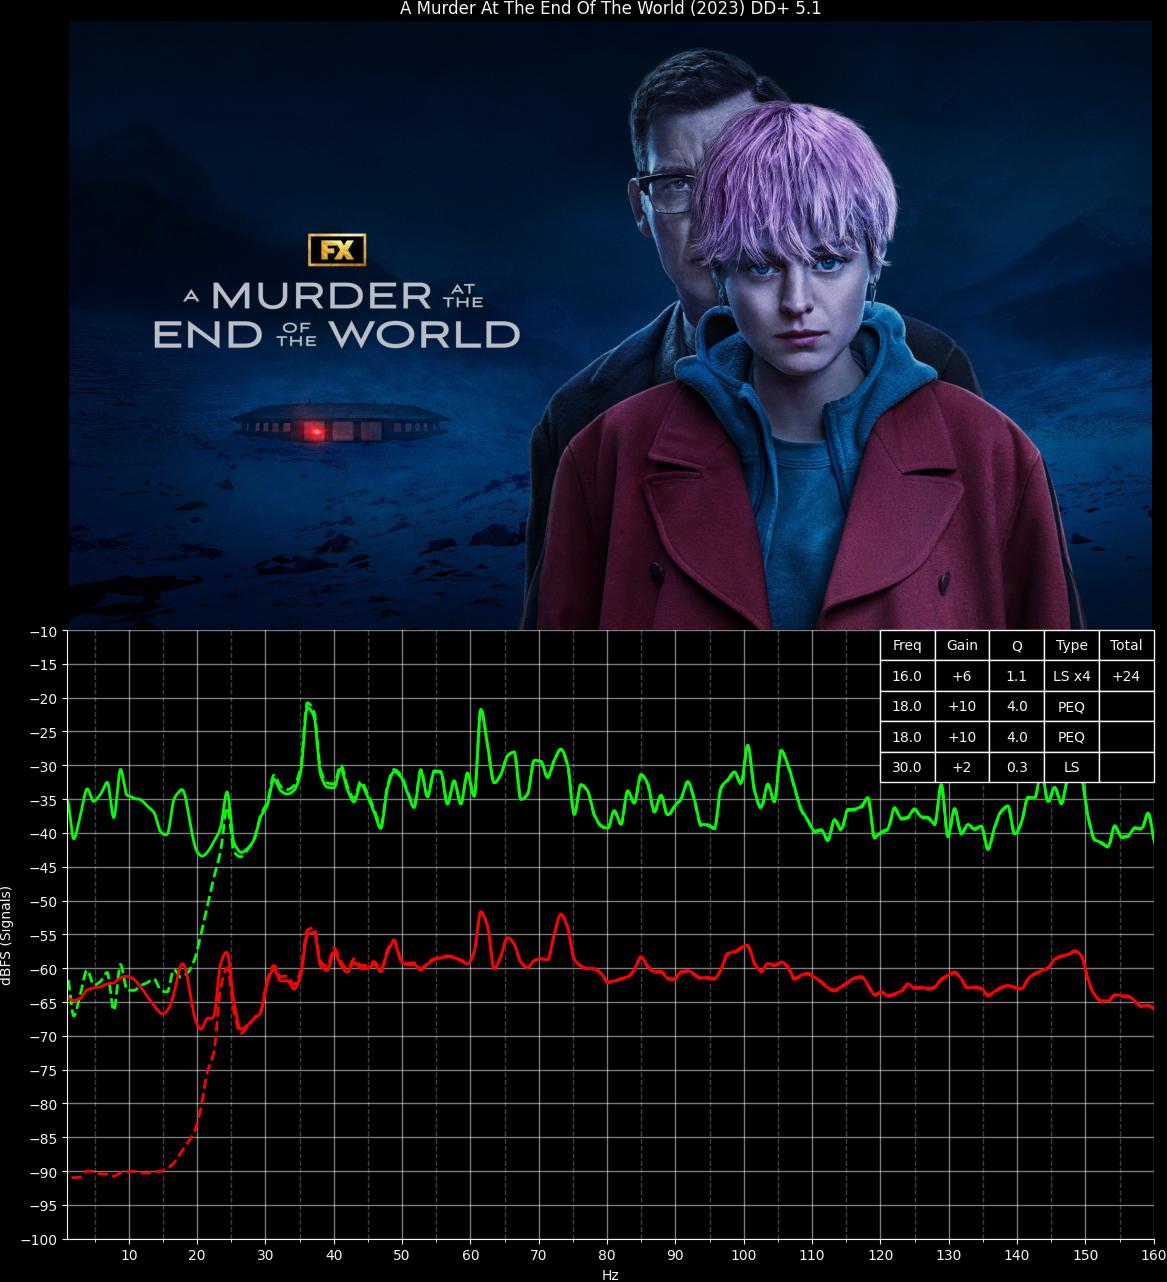 A Murder At The End Of The World (2023) DD+ 5.1
FX
A MURDER AT THE
END OF THE WORLD
Freq Gain Q Type Total
16.0 +6 1.1 LS x4 +24
18.0 +10 4.0 PEQ
18.0 +10 4.0 PEQ
30.0 +2 0.3 LS
dBFS (Signals)
−10
−15
−20
−25
−30
−35
−40
−45
−50
−55
−60
−65
−70
−75
−80
−85
−90
−95
−100
10 20 30 40 50 60 70 80 90 100 110 120 130 140 150 160
Hz